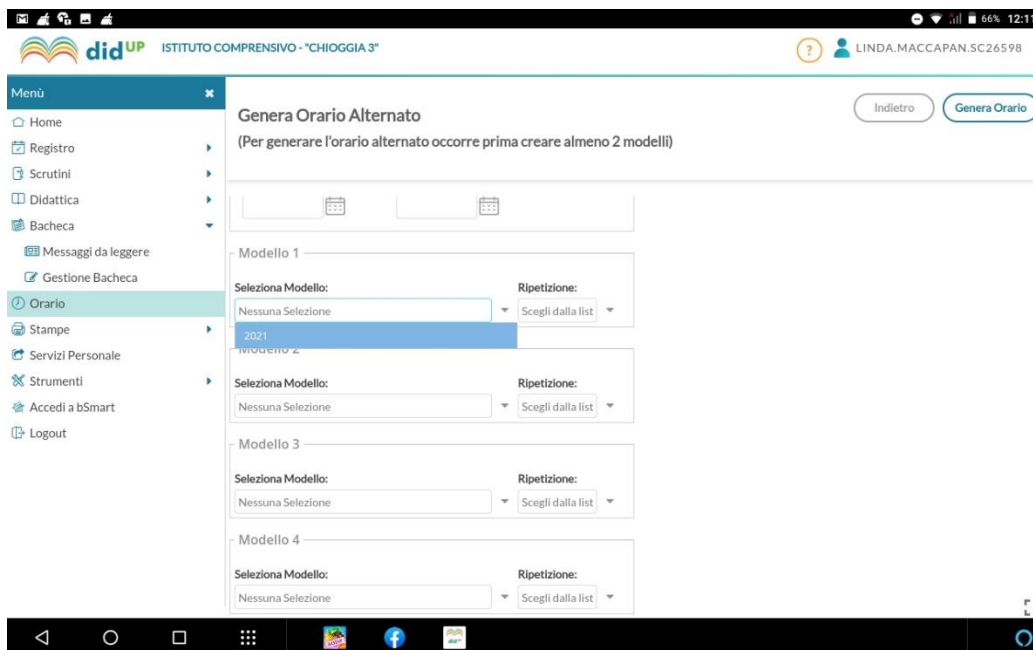 66% 12:11
didUP ISTITUTO COMPRENSIVO - "CHIOGGIA 3"
? LINDA.MACCAPAN.SC26598
Menù
Home
Registro
Scrutini
Didattica
Bacheca
Messaggi da leggere
Gestione Bacheca
Orario
Stampe
Servizi Personale
Strumenti
Accedi a bSmart
Logout
Genera Orario Alternato
(Per generare l'orario alternato occorre prima creare almeno 2 modelli)
Indietro
Genera Orario
Modello 1
Seleziona Modello: Ripetizione:
Nessuna Selezione Scegli dalla list
2021
Modello 2
Seleziona Modello: Ripetizione:
Nessuna Selezione Scegli dalla list
Modello 3
Seleziona Modello: Ripetizione:
Nessuna Selezione Scegli dalla list
Modello 4
Seleziona Modello: Ripetizione:
Nessuna Selezione Scegli dalla list